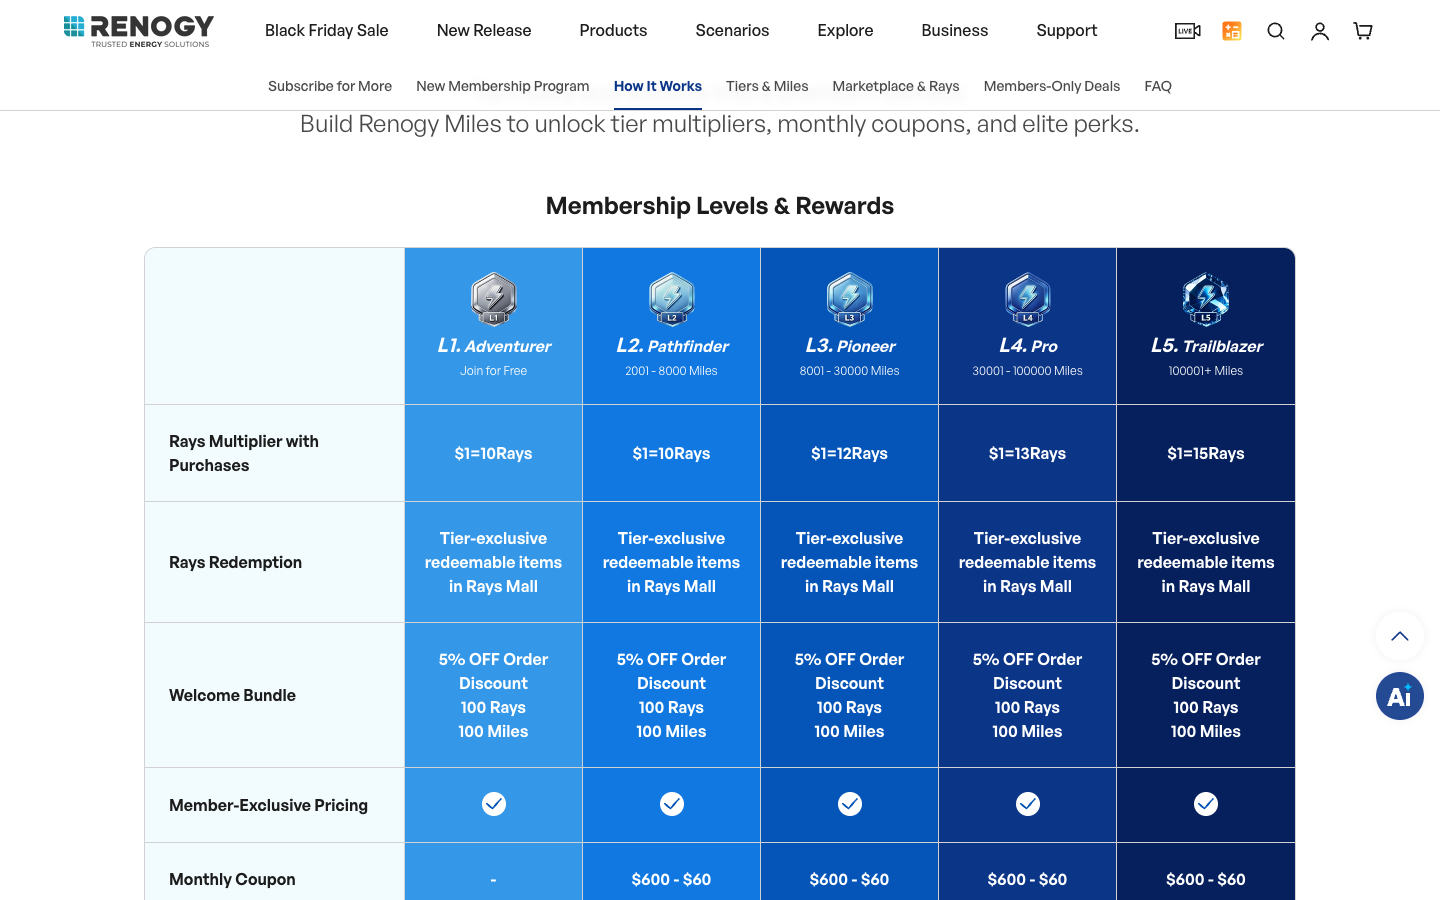 RENOGY
TRUSTED ENERGY SOLUTIONS
Black Friday Sale
New Release
Products
Scenarios
Explore
Business
Support
LIVE
Subscribe for More
New Membership Program
How It Works
Tiers & Miles
Marketplace & Rays
Members-Only Deals
FAQ
Build Renogy Miles to unlock tier multipliers, monthly coupons, and elite perks.
Membership Levels & Rewards
L1
L1. Adventurer
Join for Free
L2
L2. Pathfinder
2001 - 8000 Miles
L3
L3. Pioneer
8001 - 30000 Miles
L4
L4. Pro
30001 - 100000 Miles
L5
L5. Trailblazer
100001+ Miles
Rays Multiplier with
Purchases
$1=10Rays
$1=10Rays
$1=12Rays
$1=13Rays
$1=15Rays
Rays Redemption
Tier-exclusive
redeemable items
in Rays Mall
Tier-exclusive
redeemable items
in Rays Mall
Tier-exclusive
redeemable items
in Rays Mall
Tier-exclusive
redeemable items
in Rays Mall
Tier-exclusive
redeemable items
in Rays Mall
Welcome Bundle
5% OFF Order
Discount
100 Rays
100 Miles
5% OFF Order
Discount
100 Rays
100 Miles
5% OFF Order
Discount
100 Rays
100 Miles
5% OFF Order
Discount
100 Rays
100 Miles
5% OFF Order
Discount
100 Rays
100 Miles
Member-Exclusive Pricing
Monthly Coupon
-
$600 - $60
$600 - $60
$600 - $60
$600 - $60
Ai